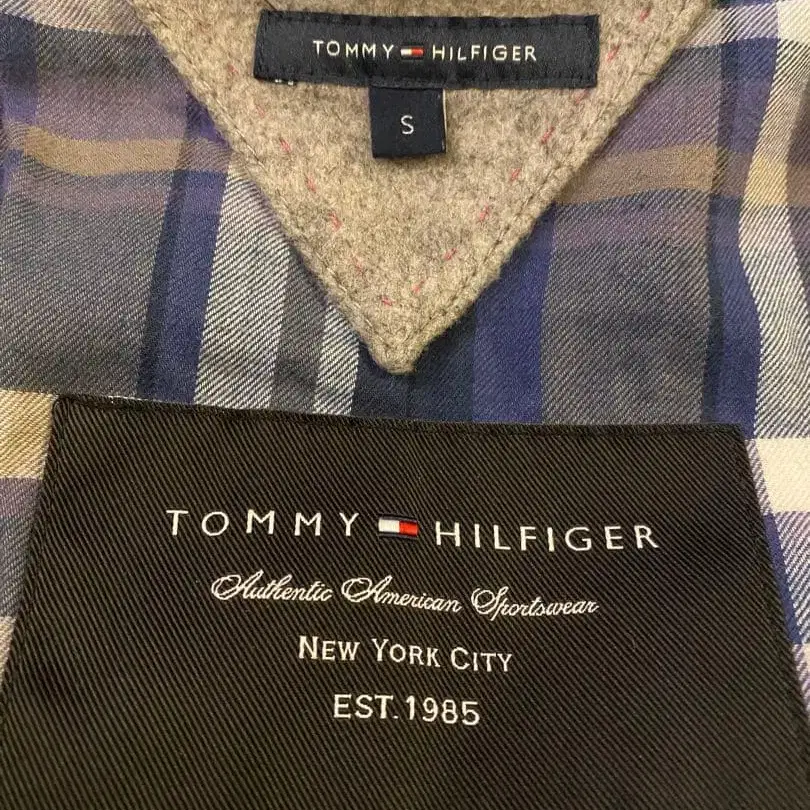 TOMMY HILFIGER
S
TOMMY HILFIGER
Authentic American Sportswear
NEW YORK CITY
EST. 1985